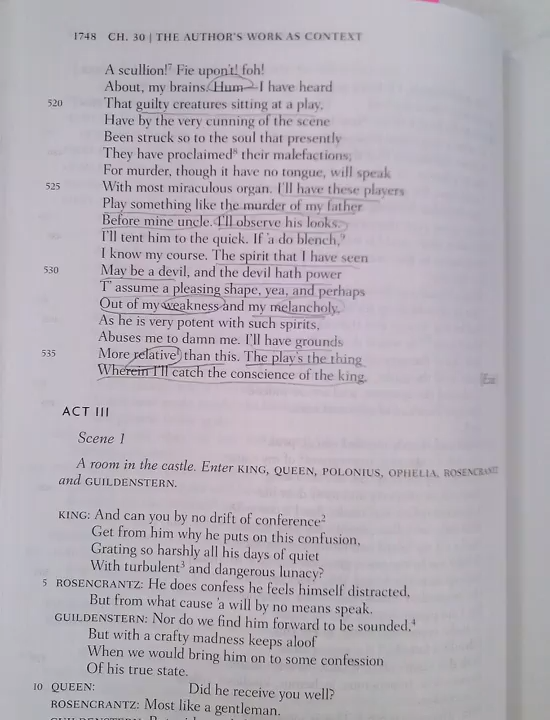 1748 CH. 30 | THE AUTHOR'S WORK AS CONTEXT
A scullion!⁷ Fie upon't! foh!
About, my brains. Hum— I have heard
520 That guilty creatures sitting at a play,
Have by the very cunning of the scene
Been struck so to the soul that presently
They have proclaimed⁸ their malefactions;
For murder, though it have no tongue, will speak
525 With most miraculous organ. I'll have these players
Play something like the murder of my father
Before mine uncle. I'll observe his looks.
I'll tent him to the quick. If 'a do blench,⁹
I know my course. The spirit that I have seen
530 May be a devil, and the devil hath power
T' assume a pleasing shape, yea, and perhaps
Out of my weakness and my melancholy,
As he is very potent with such spirits,
Abuses me to damn me. I'll have grounds
535 More relative¹ than this. The play's the thing
Wherein I'll catch the conscience of the king.
ACT III
Scene 1
A room in the castle. Enter KING, QUEEN, POLONIUS, OPHELIA, ROSENCRANTZ
and GUILDENSTERN.
KING: And can you by no drift of conference²
Get from him why he puts on this confusion,
Grating so harshly all his days of quiet
With turbulent³ and dangerous lunacy?
5 ROSENCRANTZ: He does confess he feels himself distracted,
But from what cause 'a will by no means speak.
GUILDENSTERN: Nor do we find him forward to be sounded,⁴
But with a crafty madness keeps aloof
When we would bring him on to some confession
Of his true state.
10 QUEEN: Did he receive you well?
ROSENCRANTZ: Most like a gentleman.